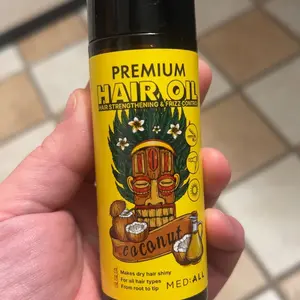 PREMIUM
HAIR OIL
HAIR STRENGTHENING & FRIZZ CONTROL
coconut
Makes dry hair shiny
For all hair types
From root to tip
MED:ALL